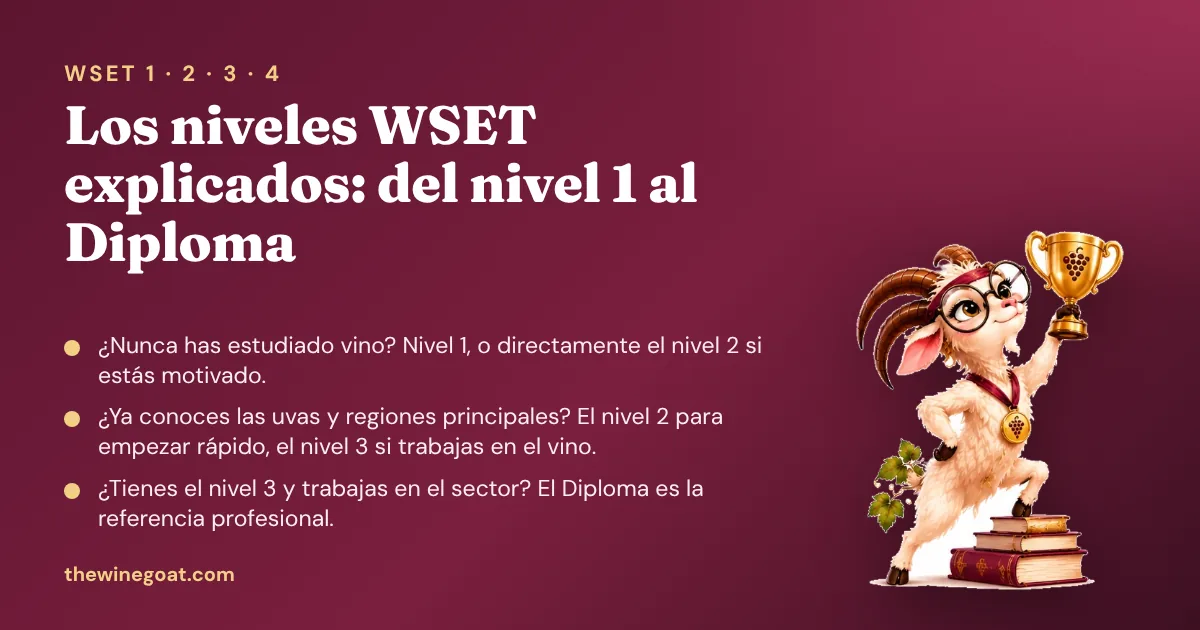 WSET 1 · 2 · 3 · 4
Los niveles WSET
explicados: del nivel 1 al
Diploma
¿Nunca has estudiado vino? Nivel 1, o directamente el nivel 2 si
estás motivado.
¿Ya conoces las uvas y regiones principales? El nivel 2 para
empezar rápido, el nivel 3 si trabajas en el vino.
¿Tienes el nivel 3 y trabajas en el sector? El Diploma es la
referencia profesional.
thewinegoat.com